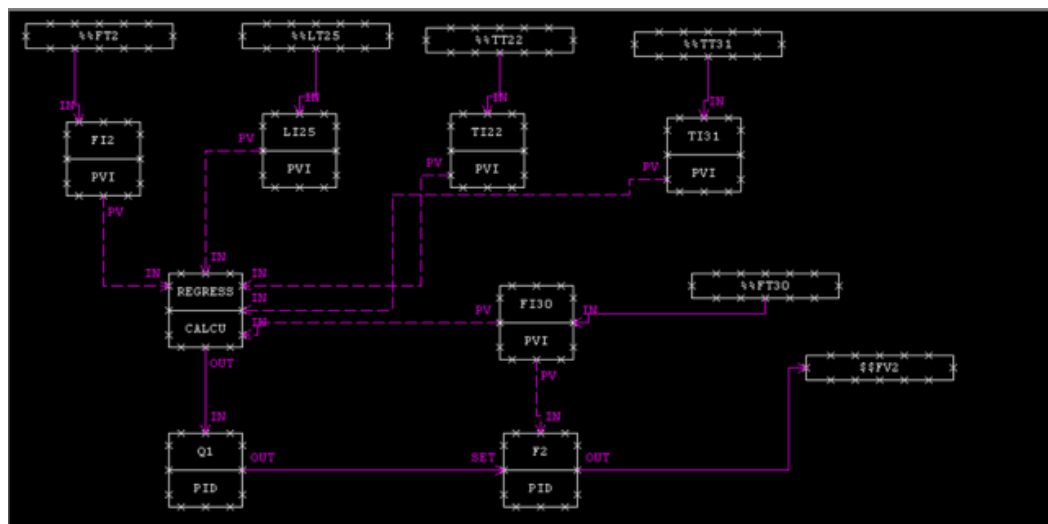 %%FT2
%%LT25
%%TT22
%%TT31
IN
IN
IN
IN
FI2
PVI
LI25
PVI
TI22
PVI
TI31
PVI
PV
PV
PV
PV
IN
IN
IN
IN
IN
REGRESS
CALCU
OUT
PV
FI30
PVI
IN
%%FT30
PV
IN
$$FV2
IN
Q1
PID
OUT
SET
F2
PID
OUT